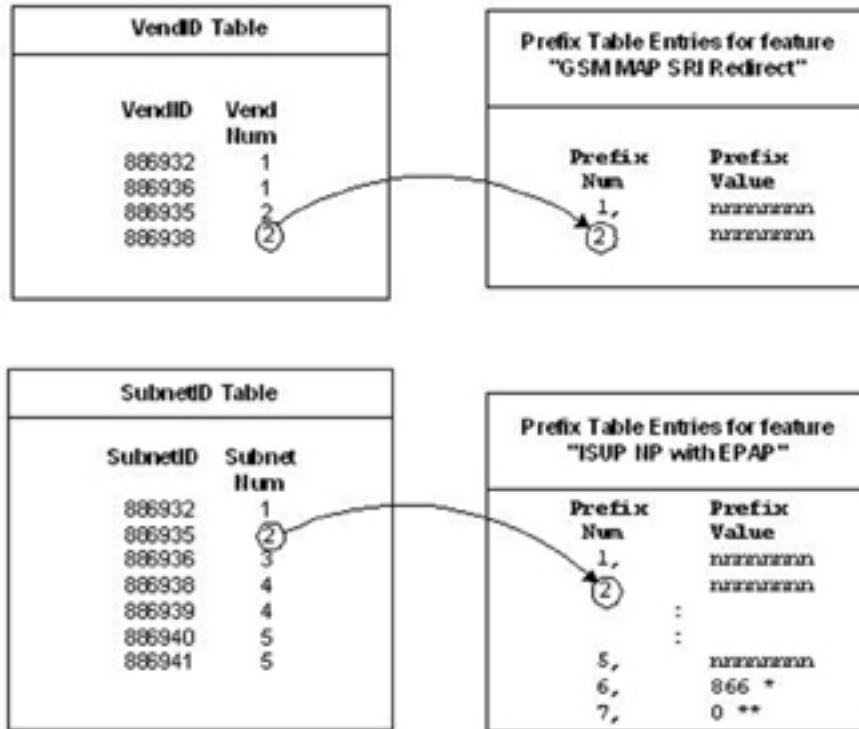 VendID Table
VendID Vend
Num
886932 1
886936 1
886935 2
886938 2
Prefix Table Entries for feature
"GSM MAP SRI Redirect"
Prefix Prefix
Num Value
1, nnnnnnnn
2 nnnnnnnn
SubnetID Table
SubnetID Subnet
Num
886932 1
886935 2
886936 3
886938 4
886939 4
886940 5
886941 5
Prefix Table Entries for feature
"ISUP NP with EPAP"
Prefix Prefix
Num Value
1, nnnnnnnn
2 nnnnnnnn
:
:
5, nnnnnnnn
6, 866 *
7, 0 **